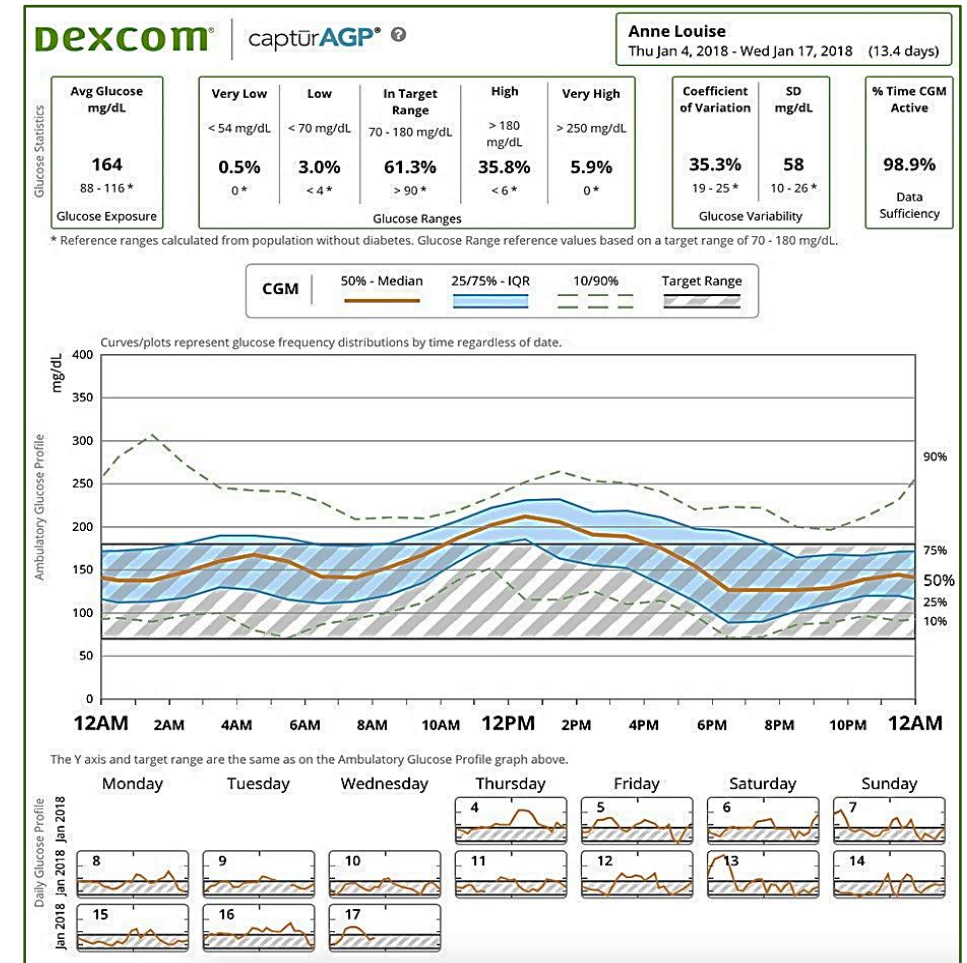 Dexcom® captūrAGP® ?
Anne Louise
Thu Jan 4, 2018 - Wed Jan 17, 2018 (13.4 days)
Glucose Statistics
Avg Glucose
mg/dL
164
88 - 116 *
Glucose Exposure
Very Low
< 54 mg/dL
0.5%
0 *
Low
< 70 mg/dL
3.0%
< 4 *
In Target
Range
70 - 180 mg/dL
61.3%
> 90 *
High
> 180
mg/dL
35.8%
< 6 *
Very High
> 250 mg/dL
5.9%
0 *
Glucose Ranges
Coefficient
of Variation
35.3%
19 - 25 *
SD
mg/dL
58
10 - 26 *
Glucose Variability
% Time CGM
Active
98.9%
Data
Sufficiency
* Reference ranges calculated from population without diabetes. Glucose Range reference values based on a target range of 70 - 180 mg/dL.
CGM
50% - Median
25/75% - IQR
10/90%
Target Range
Curves/plots represent glucose frequency distributions by time regardless of date.
Ambulatory Glucose Profile
mg/dL
400
350
300
250
200
150
100
50
0
90%
75%
50%
25%
10%
12AM 2AM 4AM 6AM 8AM 10AM 12PM 2PM 4PM 6PM 8PM 10PM 12AM
The Y axis and target range are the same as on the Ambulatory Glucose Profile graph above.
Daily Glucose Profile
Monday Tuesday Wednesday Thursday Friday Saturday Sunday
Jan 2018
4 5 6 7
Jan 2018
8 9 10 11 12 13 14
Jan 2018
15 16 17